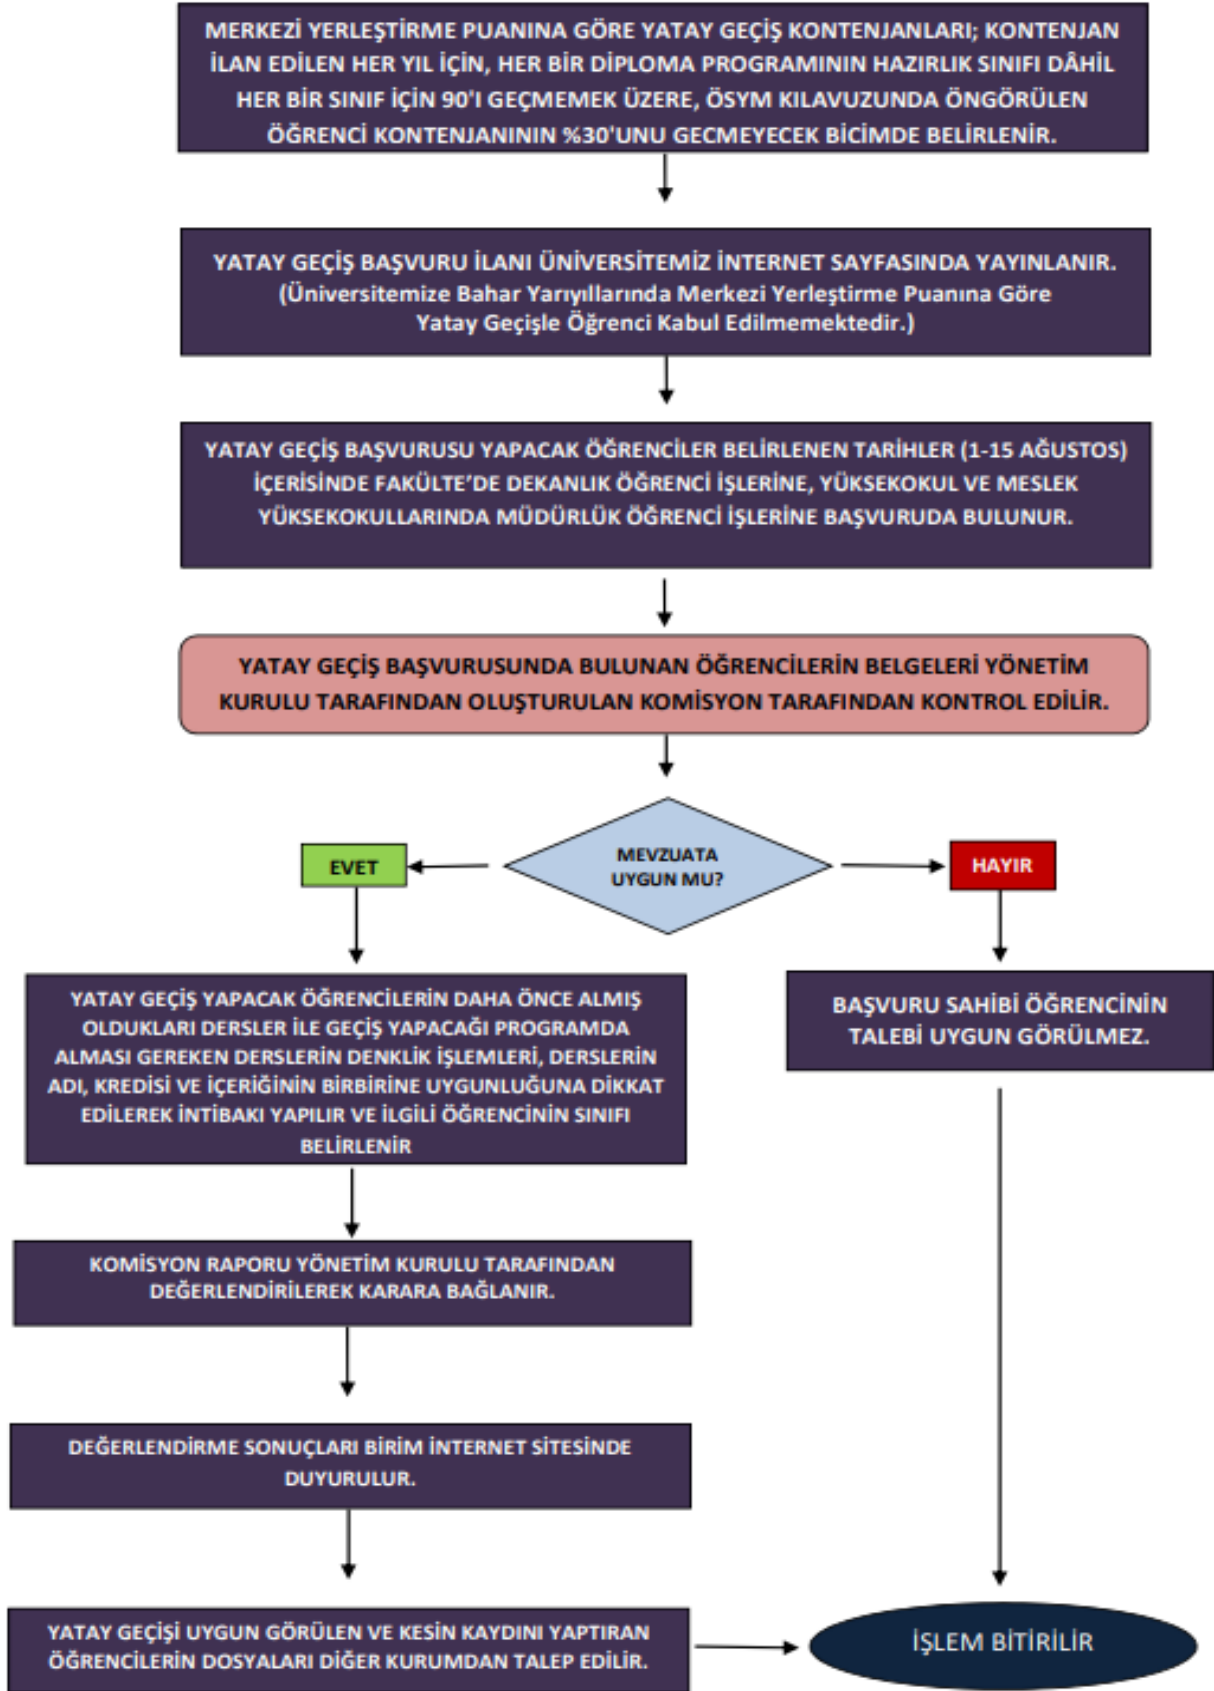 MERKEZİ YERLEŞTİRME PUANINA GÖRE YATAY GEÇİŞ KONTENJANLARI; KONTENJAN
İLAN EDİLEN HER YIL İÇİN, HER BİR DİPLOMA PROGRAMININ HAZIRLIK SINIFI DÂHİL
HER BİR SINIF İÇİN 90'I GEÇMEMEK ÜZERE, ÖSYM KILAVUZUNDA ÖNGÖRÜLEN
ÖĞRENCİ KONTENJANININ %30'UNU GECMEYECEK BICIMDE BELIRLENIR.
YATAY GEÇİŞ BAŞVURU İLANI ÜNİVERSİTEMİZ İNTERNET SAYFASINDA YAYINLANIR.
(Üniversitemize Bahar Yarıyıllarında Merkezi Yerleştirme Puanına Göre
Yatay Geçişle Öğrenci Kabul Edilmemektedir.)
YATAY GEÇİŞ BAŞVURUSU YAPACAK ÖĞRENCİLER BELİRLENEN TARİHLER (1-15 AĞUSTOS)
İÇERİSİNDE FAKÜLTE’DE DEKANLIK ÖĞRENCİ İŞLERİNE, YÜKSEKOKUL VE MESLEK
YÜKSEKOKULLARINDA MÜDÜRLÜK ÖĞRENCİ İŞLERİNE BAŞVURUDA BULUNUR.
YATAY GEÇİŞ BAŞVURUSUNDA BULUNAN ÖĞRENCİLERİN BELGELERİ YÖNETİM
KURULU TARAFINDAN OLUŞTURULAN KOMİSYON TARAFINDAN KONTROL EDİLİR.
MEVZUATA
UYGUN MU?
EVET
HAYIR
YATAY GEÇİŞ YAPACAK ÖĞRENCİLERİN DAHA ÖNCE ALMIŞ
OLDUKLARI DERSLER İLE GEÇİŞ YAPACAĞI PROGRAMDA
ALMASI GEREKEN DERSLERİN DENKLİK İŞLEMLERİ, DERSLERİN
ADI, KREDİSİ VE İÇERİĞİNİN BİRBİRİNE UYGUNLUĞUNA DİKKAT
EDİLEREK İNTİBAKI YAPILIR VE İLGİLİ ÖĞRENCİNİN SINIFI
BELİRLENİR
BAŞVURU SAHİBİ ÖĞRENCİNİN
TALEBİ UYGUN GÖRÜLMEZ.
KOMİSYON RAPORU YÖNETİM KURULU TARAFINDAN
DEĞERLENDİRİLEREK KARARA BAĞLANIR.
DEĞERLENDİRME SONUÇLARI BİRİM İNTERNET SİTESİNDE
DUYURULUR.
YATAY GEÇİŞİ UYGUN GÖRÜLEN VE KESİN KAYDINI YAPTIRAN
ÖĞRENCİLERİN DOSYALARI DİĞER KURUMDAN TALEP EDİLİR.
İŞLEM BİTİRİLİR